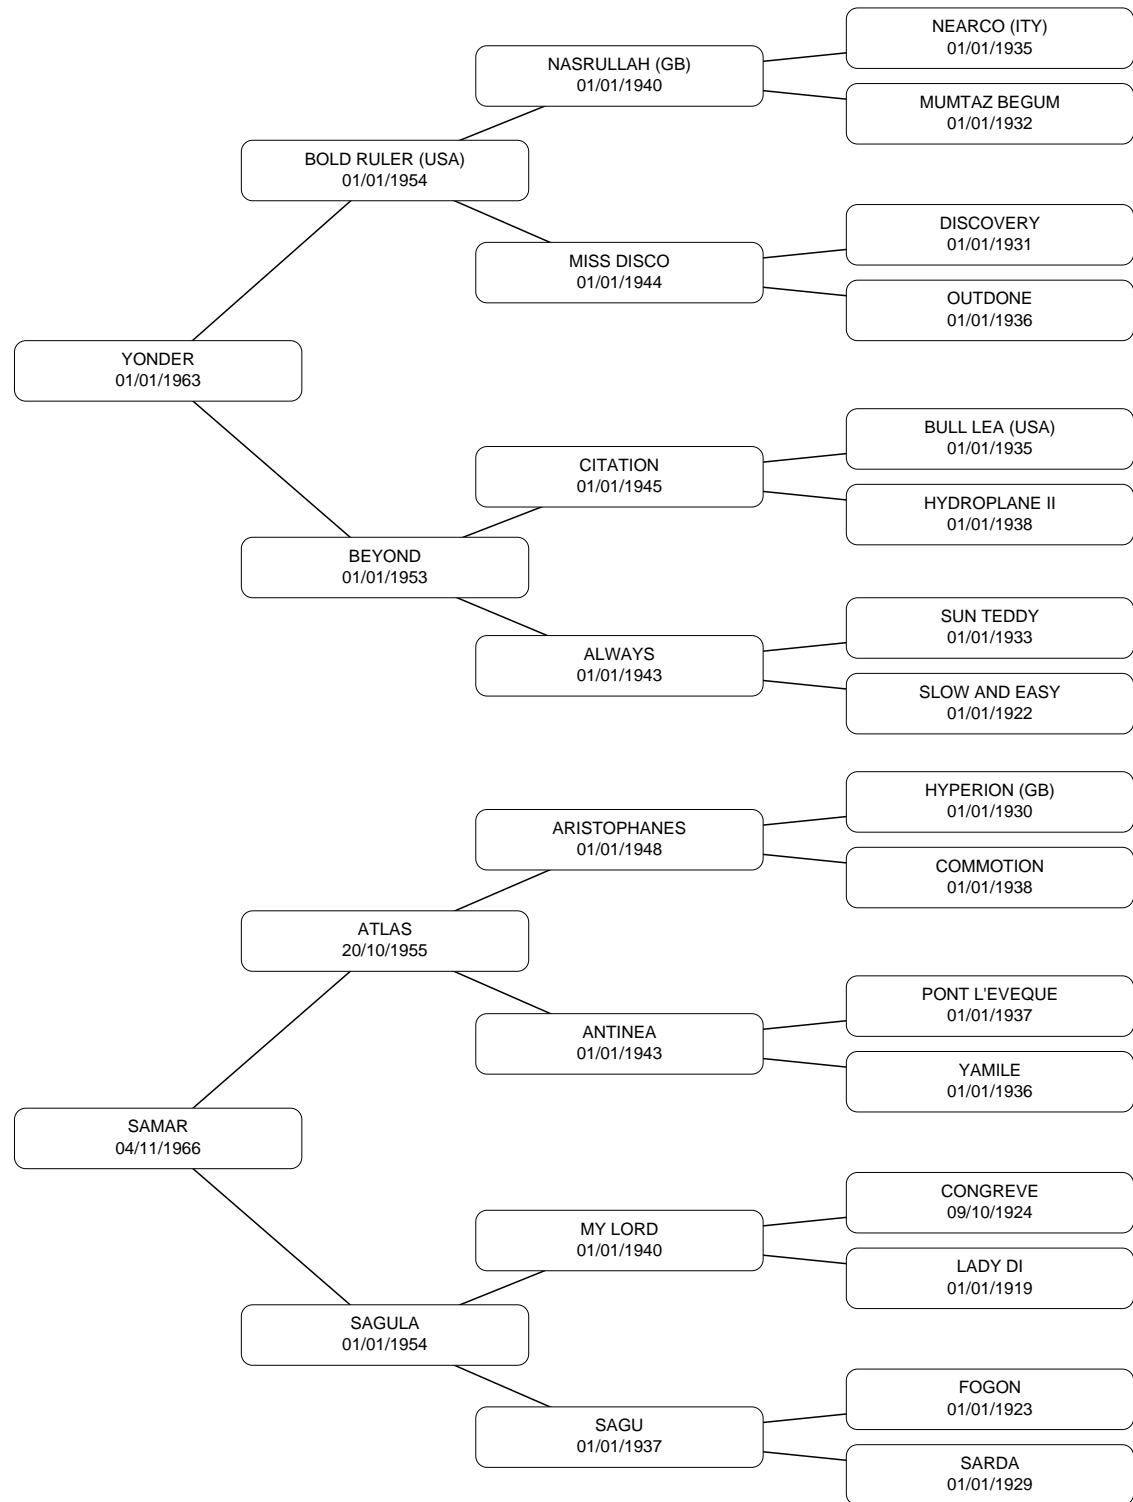 NEARCO (ITY)
01/01/1935
NASRULLAH (GB)
01/01/1940
MUMTAZ BEGUM
01/01/1932
BOLD RULER (USA)
01/01/1954
DISCOVERY
01/01/1931
MISS DISCO
01/01/1944
OUTDONE
01/01/1936
YONDER
01/01/1963
BULL LEA (USA)
01/01/1935
CITATION
01/01/1945
HYDROPLANE II
01/01/1938
BEYOND
01/01/1953
SUN TEDDY
01/01/1933
ALWAYS
01/01/1943
SLOW AND EASY
01/01/1922
HYPERION (GB)
01/01/1930
ARISTOPHANES
01/01/1948
COMMOTION
01/01/1938
ATLAS
20/10/1955
PONT L'EVEQUE
01/01/1937
ANTINEA
01/01/1943
YAMILE
01/01/1936
SAMAR
04/11/1966
CONGREVE
09/10/1924
MY LORD
01/01/1940
LADY DI
01/01/1919
SAGULA
01/01/1954
FOGON
01/01/1923
SAGU
01/01/1937
SARDA
01/01/1929